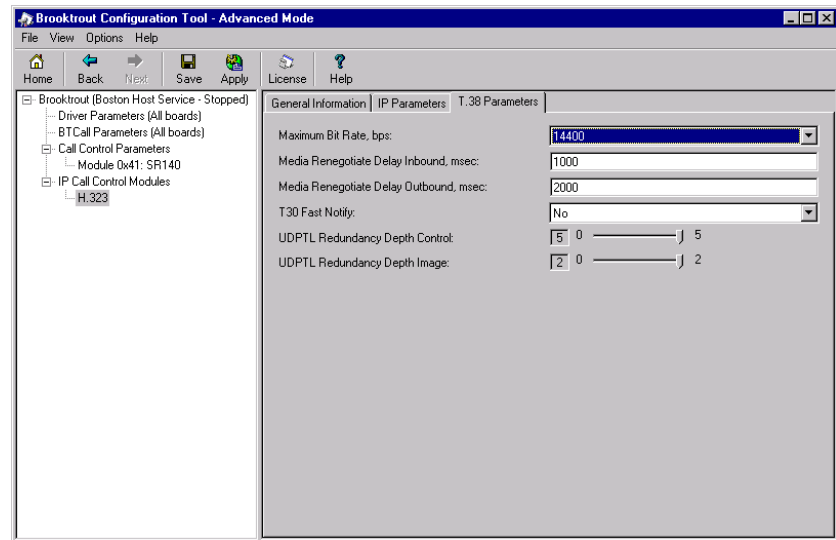 Brooktrout Configuration Tool - Advanced Mode
File View Options Help
Home Back Next Save Apply License Help
Brooktrout (Boston Host Service - Stopped)
Driver Parameters (All boards)
BTCall Parameters (All boards)
Call Control Parameters
Module 0x41: SR140
IP Call Control Modules
H.323
General Information IP Parameters T.38 Parameters
Maximum Bit Rate, bps: 14400
Media Renegotiate Delay Inbound, msec: 1000
Media Renegotiate Delay Outbound, msec: 2000
T30 Fast Notify: No
UDPTL Redundancy Depth Control: 5 0 5
UDPTL Redundancy Depth Image: 2 0 2